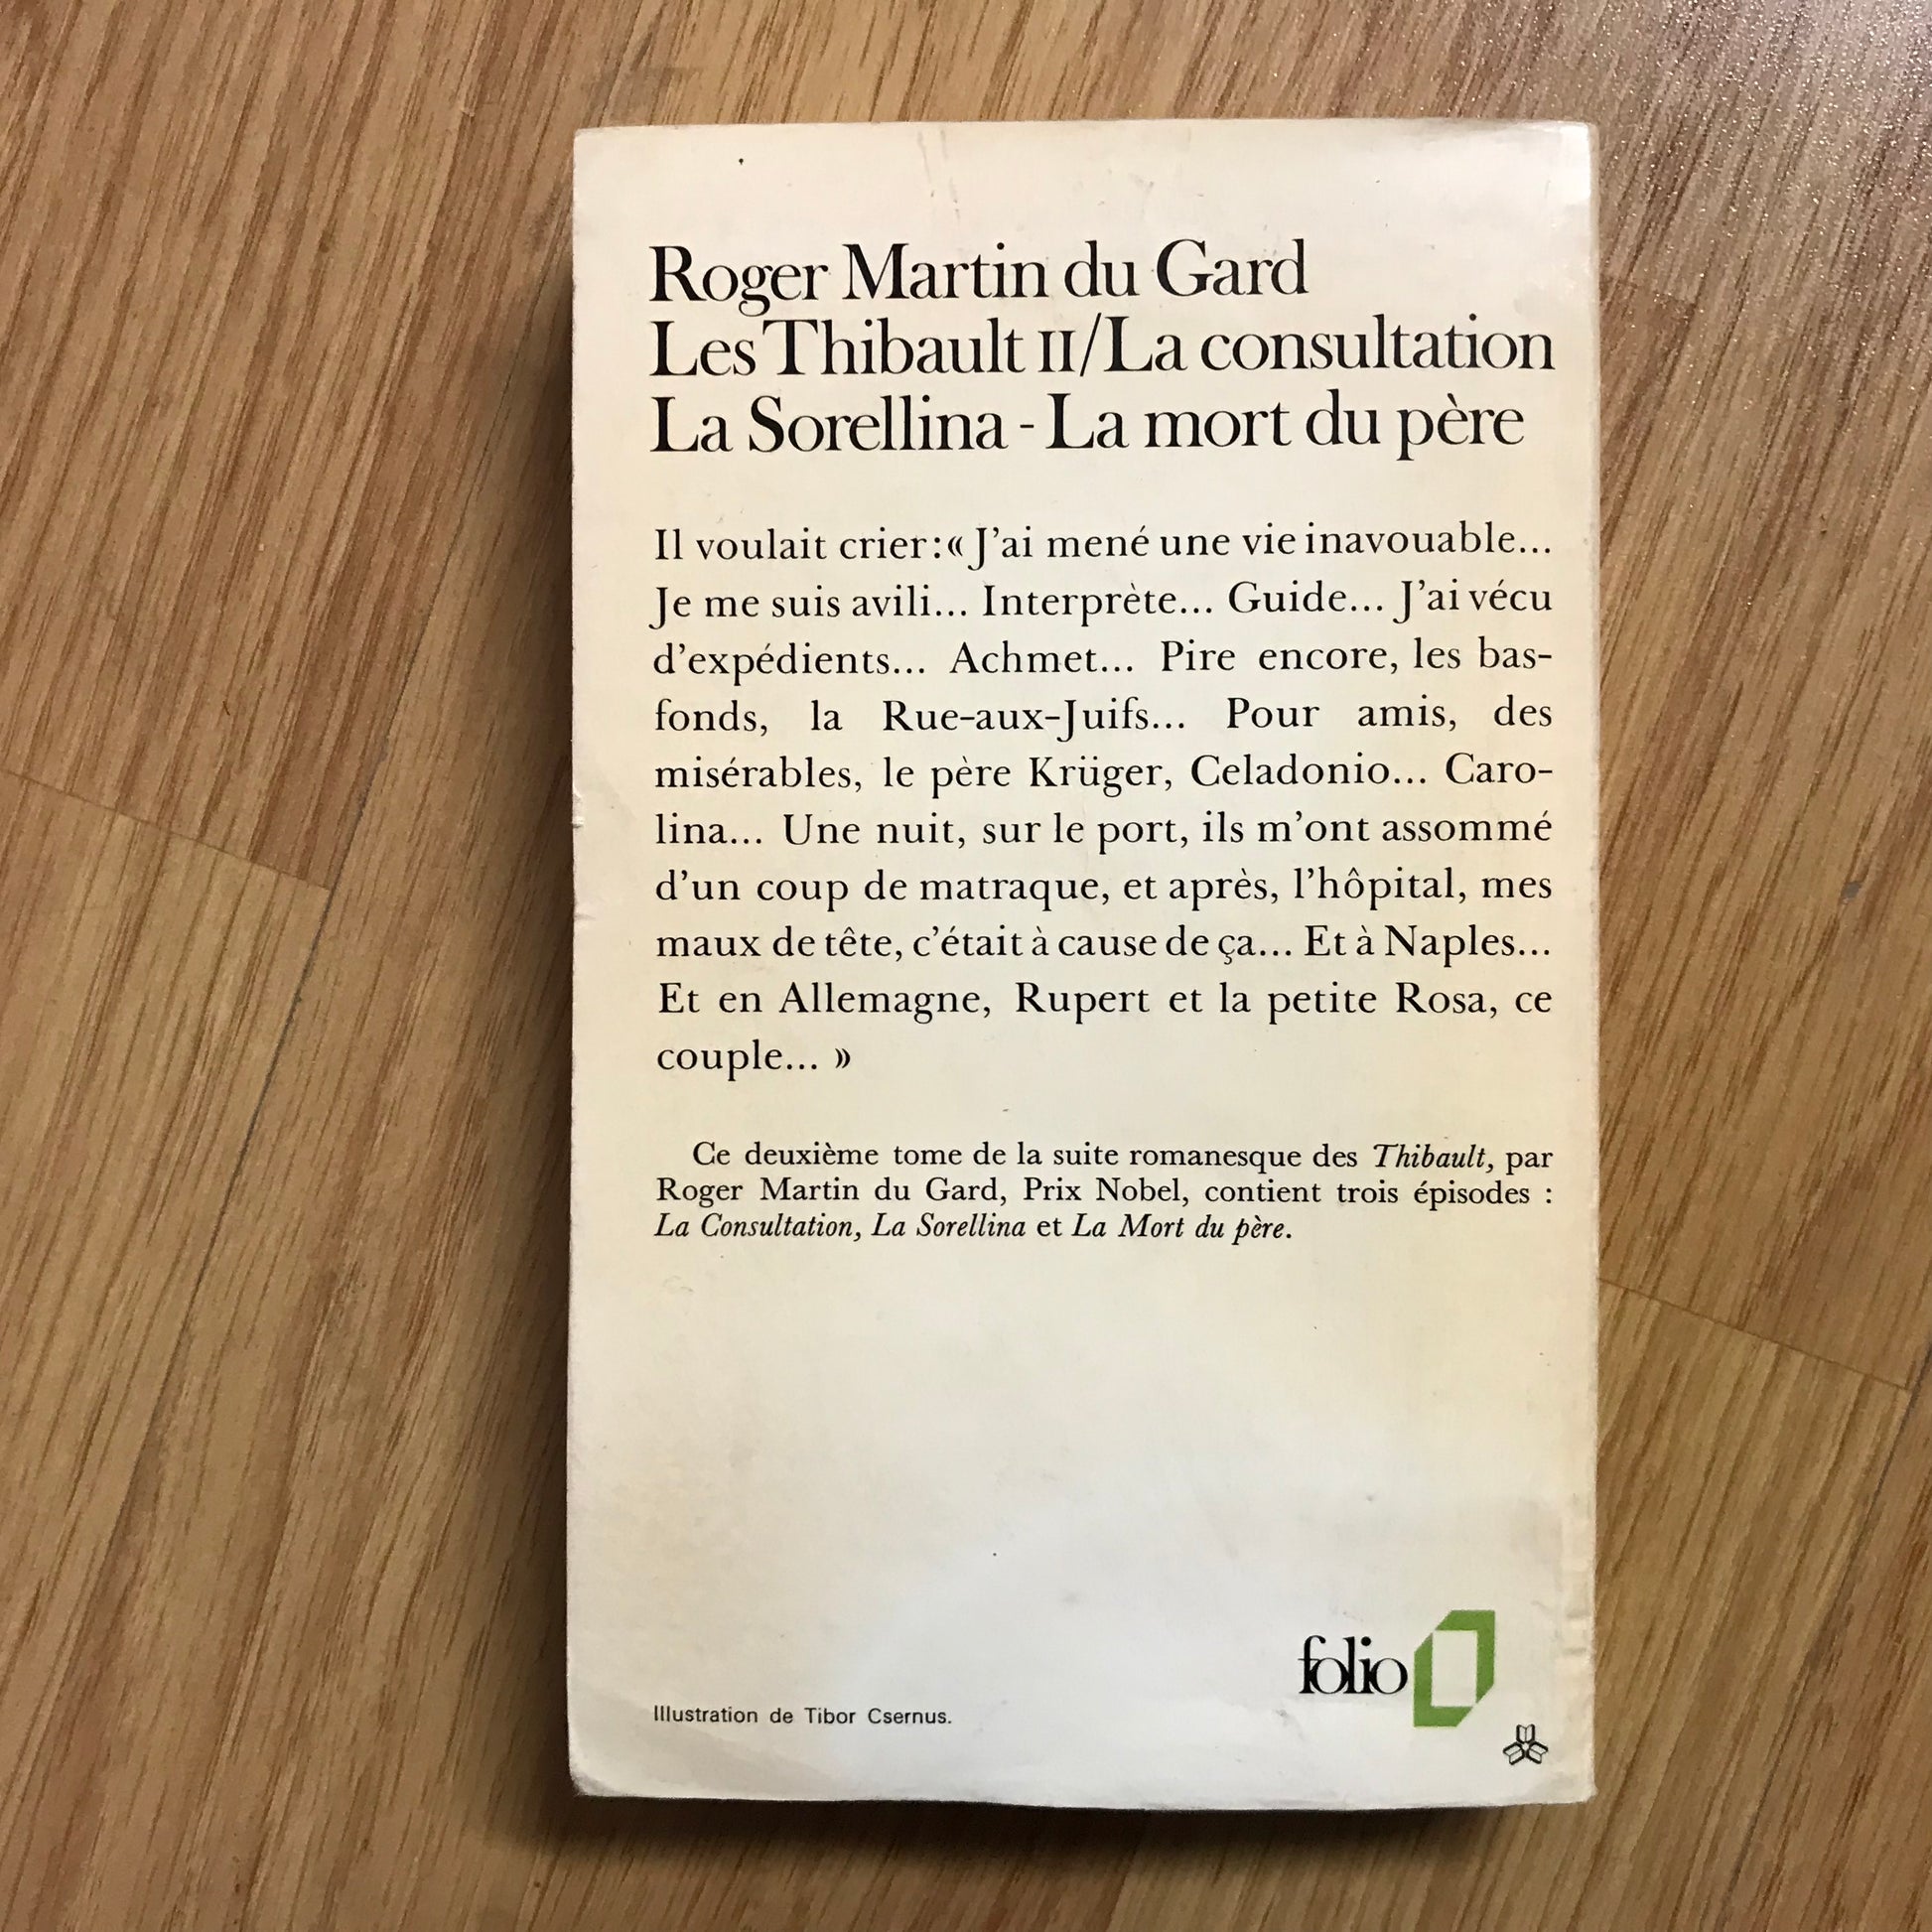 Roger Martin du Gard
Les Thibault II/La consultation
La Sorellina - La mort du père
Il voulait crier: « J'ai mené une vie inavouable...
Je me suis avili... Interprète... Guide... J'ai vécu
d'expédients... Achmet... Pire encore, les bas-
fonds, la Rue-aux-Juifs... Pour amis, des
misérables, le père Krüger, Celadonio... Caro-
lina... Une nuit, sur le port, ils m'ont assommé
d'un coup de matraque, et après, l'hôpital, mes
maux de tête, c'était à cause de ça... Et à Naples...
Et en Allemagne, Rupert et la petite Rosa, ce
couple... »
Ce deuxième tome de la suite romanesque des Thibault, par
Roger Martin du Gard, Prix Nobel, contient trois épisodes :
La Consultation, La Sorellina et La Mort du père.
folio
Illustration de Tibor Csernus.